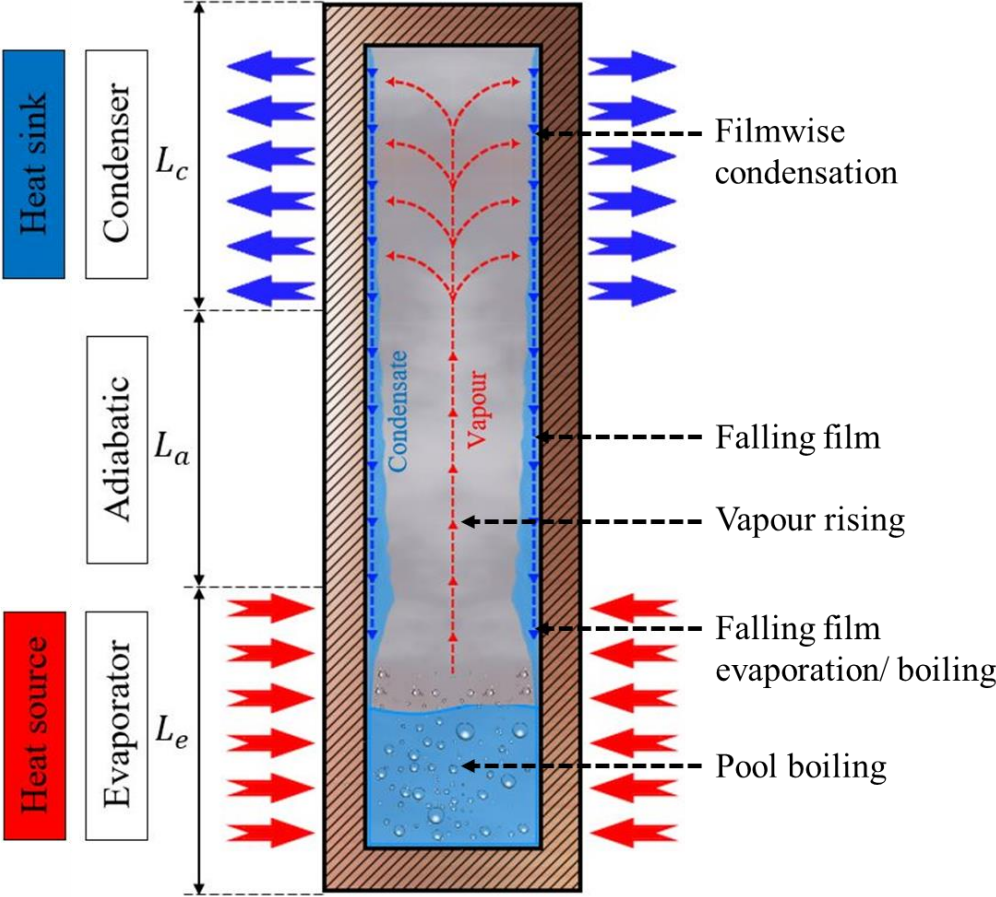 Heat sink
Condenser
L_c
Filmwise
condensation
Adiabatic
L_a
Condensate
Vapour
Falling film
Vapour rising
Heat source
Evaporator
L_e
Falling film
evaporation/ boiling
Pool boiling